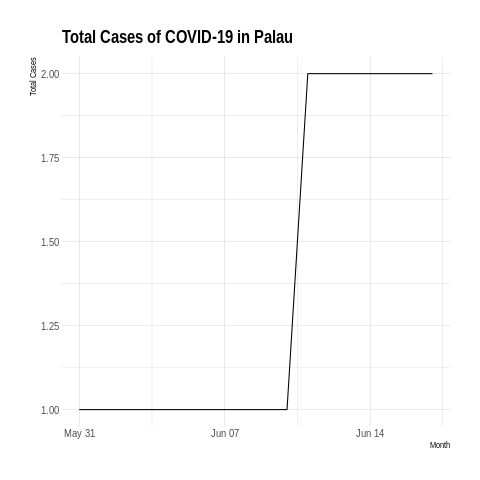 Total Cases of COVID-19 in Palau
Total Cases
2.00
1.75
1.50
1.25
1.00
May 31
Jun 07
Jun 14
Month